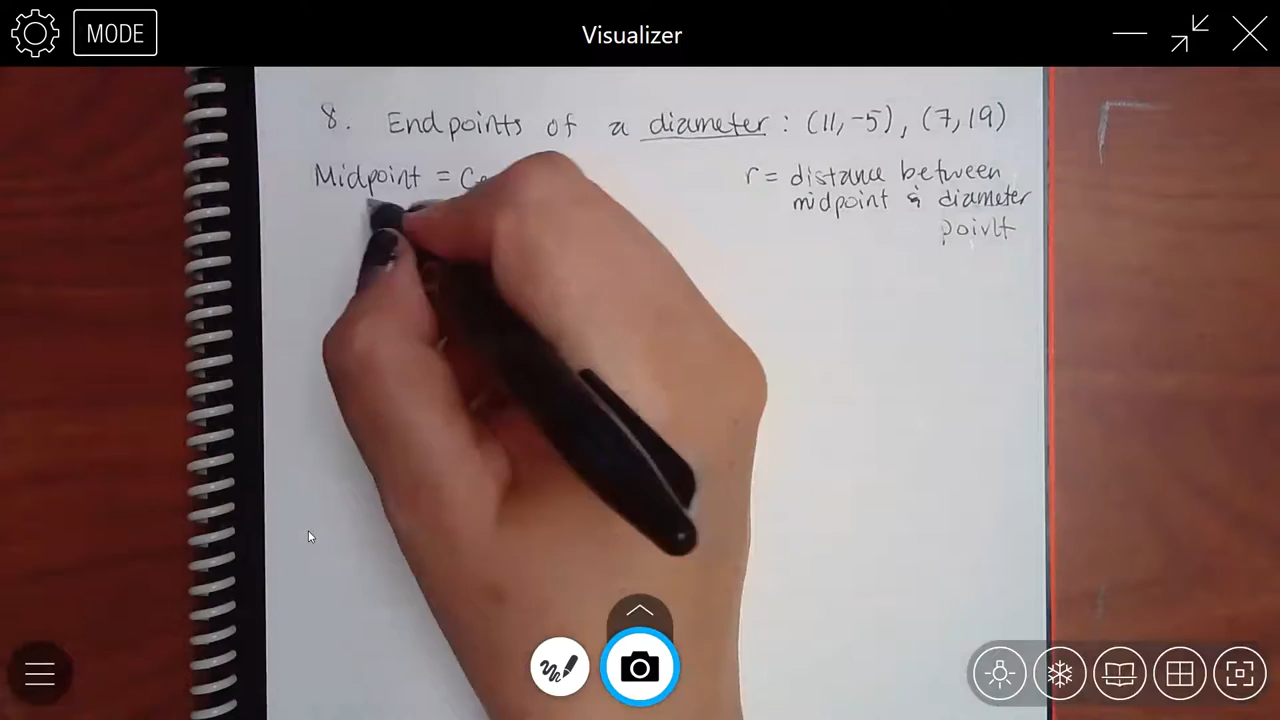 MODE
Visualizer
8. Endpoints of a diameter : (11, -5), (7, 19)
Midpoint =
r = distance between
midpoint & diameter
point